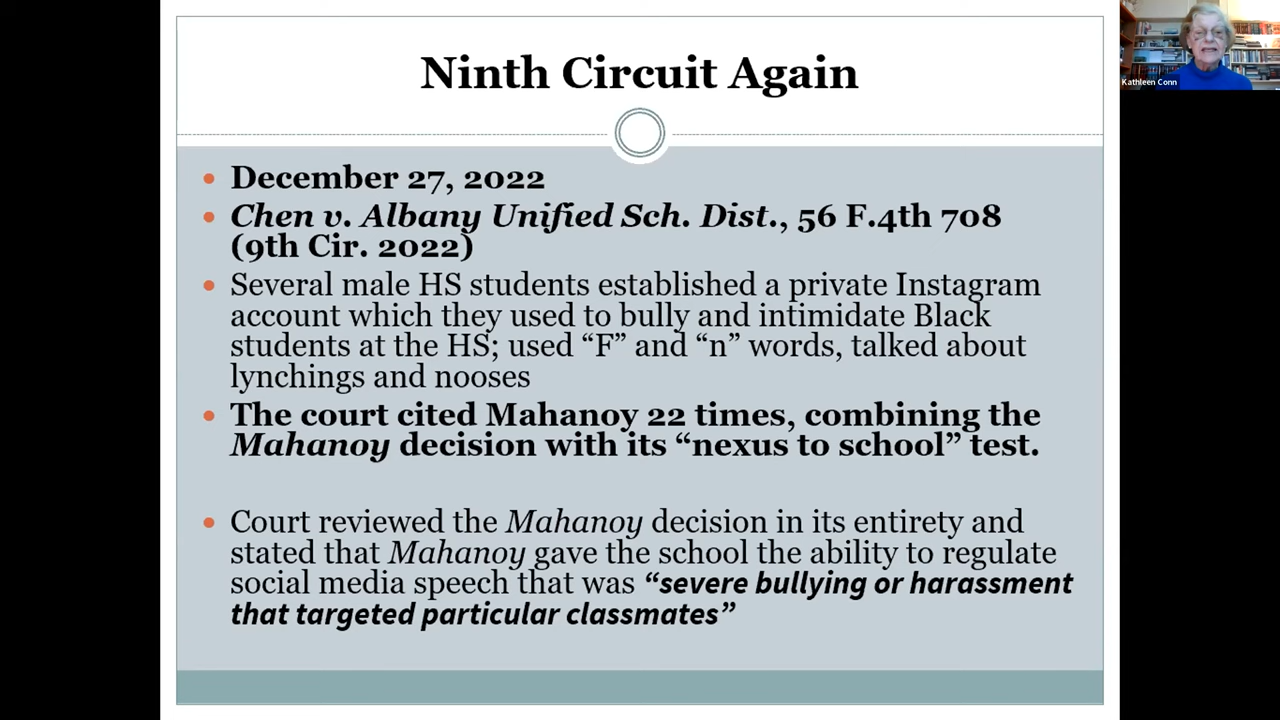 Ninth Circuit Again
Kathleen Conn
• December 27, 2022
• Chen v. Albany Unified Sch. Dist., 56 F.4th 708
(9th Cir. 2022)
• Several male HS students established a private Instagram
account which they used to bully and intimidate Black
students at the HS; used “F” and “n” words, talked about
lynchings and nooses
• The court cited Mahanoy 22 times, combining the
Mahanoy decision with its “nexus to school” test.
• Court reviewed the Mahanoy decision in its entirety and
stated that Mahanoy gave the school the ability to regulate
social media speech that was “severe bullying or harassment
that targeted particular classmates”